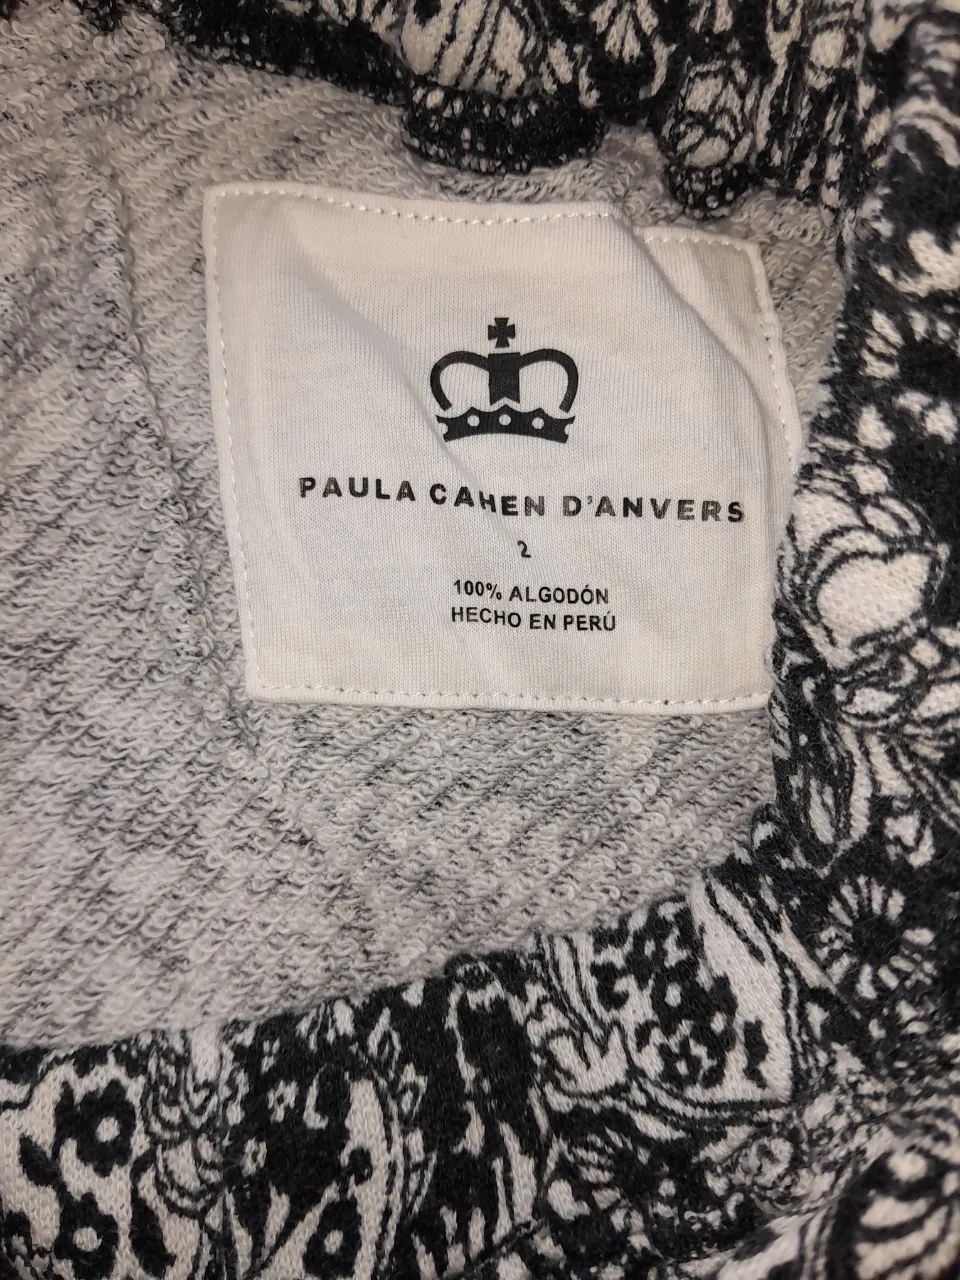 PAULA CAHEN D'ANVERS
2
100% ALGODÓN
HECHO EN PERÚ